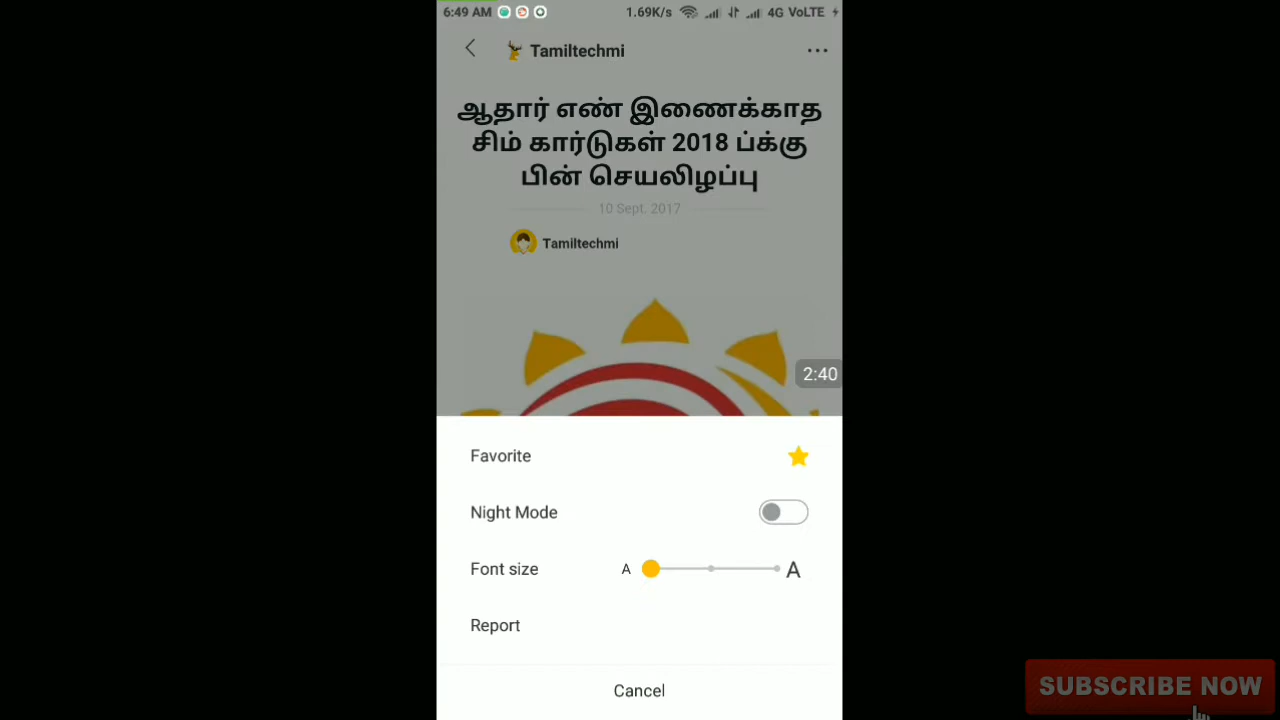 6:49 AM 1.69K/s 4G VoLTE
Tamiltechmi
ஆதார் எண் இணைக்காத
சிம் கார்டுகள் 2018 ப்க்கு
பின் செயலிழப்பு
10 Sept. 2017
Tamiltechmi
2:40
Favorite
Night Mode
Font size A A
Report
Cancel
SUBSCRIBE NOW